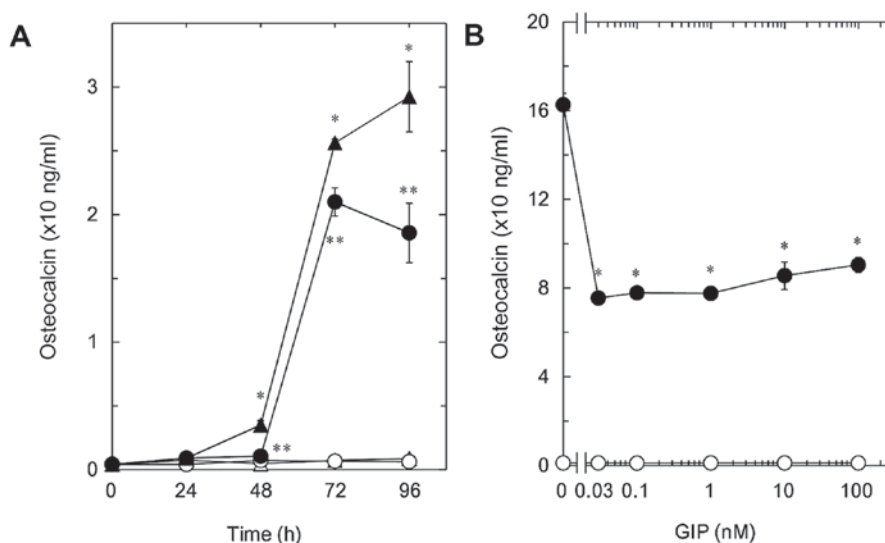 A
Osteocalcin (x10 ng/ml)
3
2
1
0
*
*
**
**
*
**
0 24 48 72 96
Time (h)
B
Osteocalcin (x10 ng/ml)
20
16
12
8
4
0
* * * * *
0 0.03 0.1 1 10 100
GIP (nM)